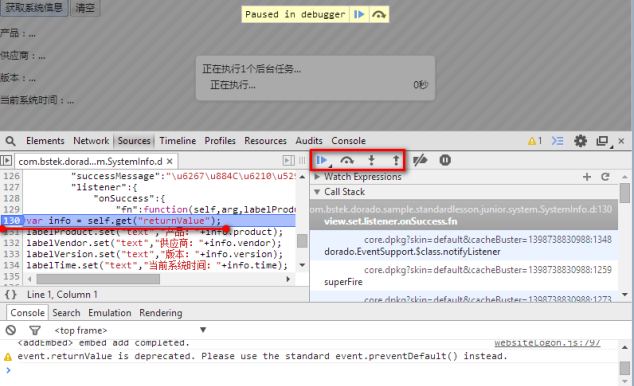 获取系统信息 清空
Paused in debugger
产品：...
供应商：...
版本：...
当前系统时间：...
正在执行1个后台任务...
正在执行... 0秒
Elements Network Sources Timeline Profiles Resources Audits Console 1
com.bstek.dorad...m.SystemInfo.d ×
Watch Expressions
Call Stack
126 "successMessage":"\u6267\u884C\u6210\u529
127 "listener":{
128 "onSuccess":{
129 "fn":function(self,arg,labelProdu
130 var info = self.get("returnValue");
131 labelProduct.set("text","产品："+info.product);
132 labelVendor.set("text","供应商："+info.vendor);
133 labelVersion.set("text","版本："+info.version);
134 labelTime.set("text","当前系统时间："+info.time);
135
com.bstek.dorado.sample.standardlesson.junior.system.SystemInfo.d:130
view.set.listener.onSuccess.fn
core.dpkg?skin=default&cacheBuster=1398738830988:1348
dorado.EventSupport.$class.notifyListener
core.dpkg?skin=default&cacheBuster=1398738830988:1259
superFire
core.dpkg?skin=default&cacheBuster=1398738830988:1273
{} Line 1, Column 1
Console Search Emulation Rendering
<top frame>
<addEmbed> embed add completed. websiteLogon.js:797
event.returnValue is deprecated. Please use the standard event.preventDefault() instead.
>